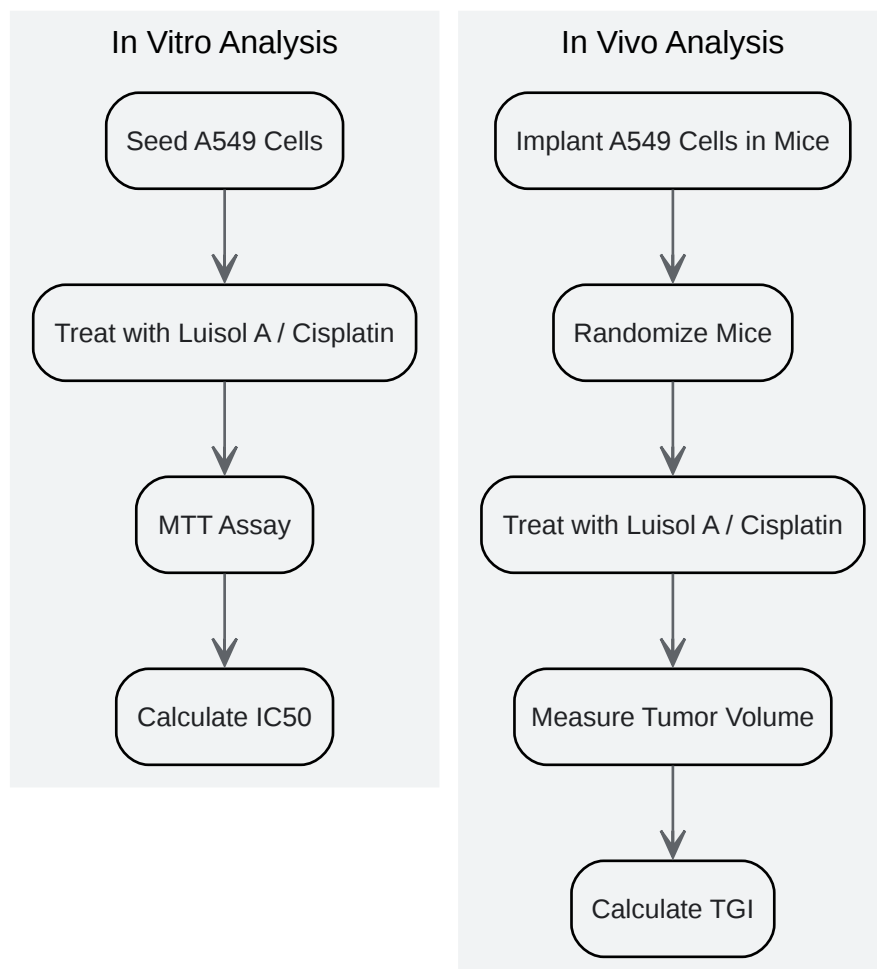 In Vitro Analysis
Seed A549 Cells
Treat with Luisol A / Cisplatin
MTT Assay
Calculate IC50
In Vivo Analysis
Implant A549 Cells in Mice
Randomize Mice
Treat with Luisol A / Cisplatin
Measure Tumor Volume
Calculate TGI